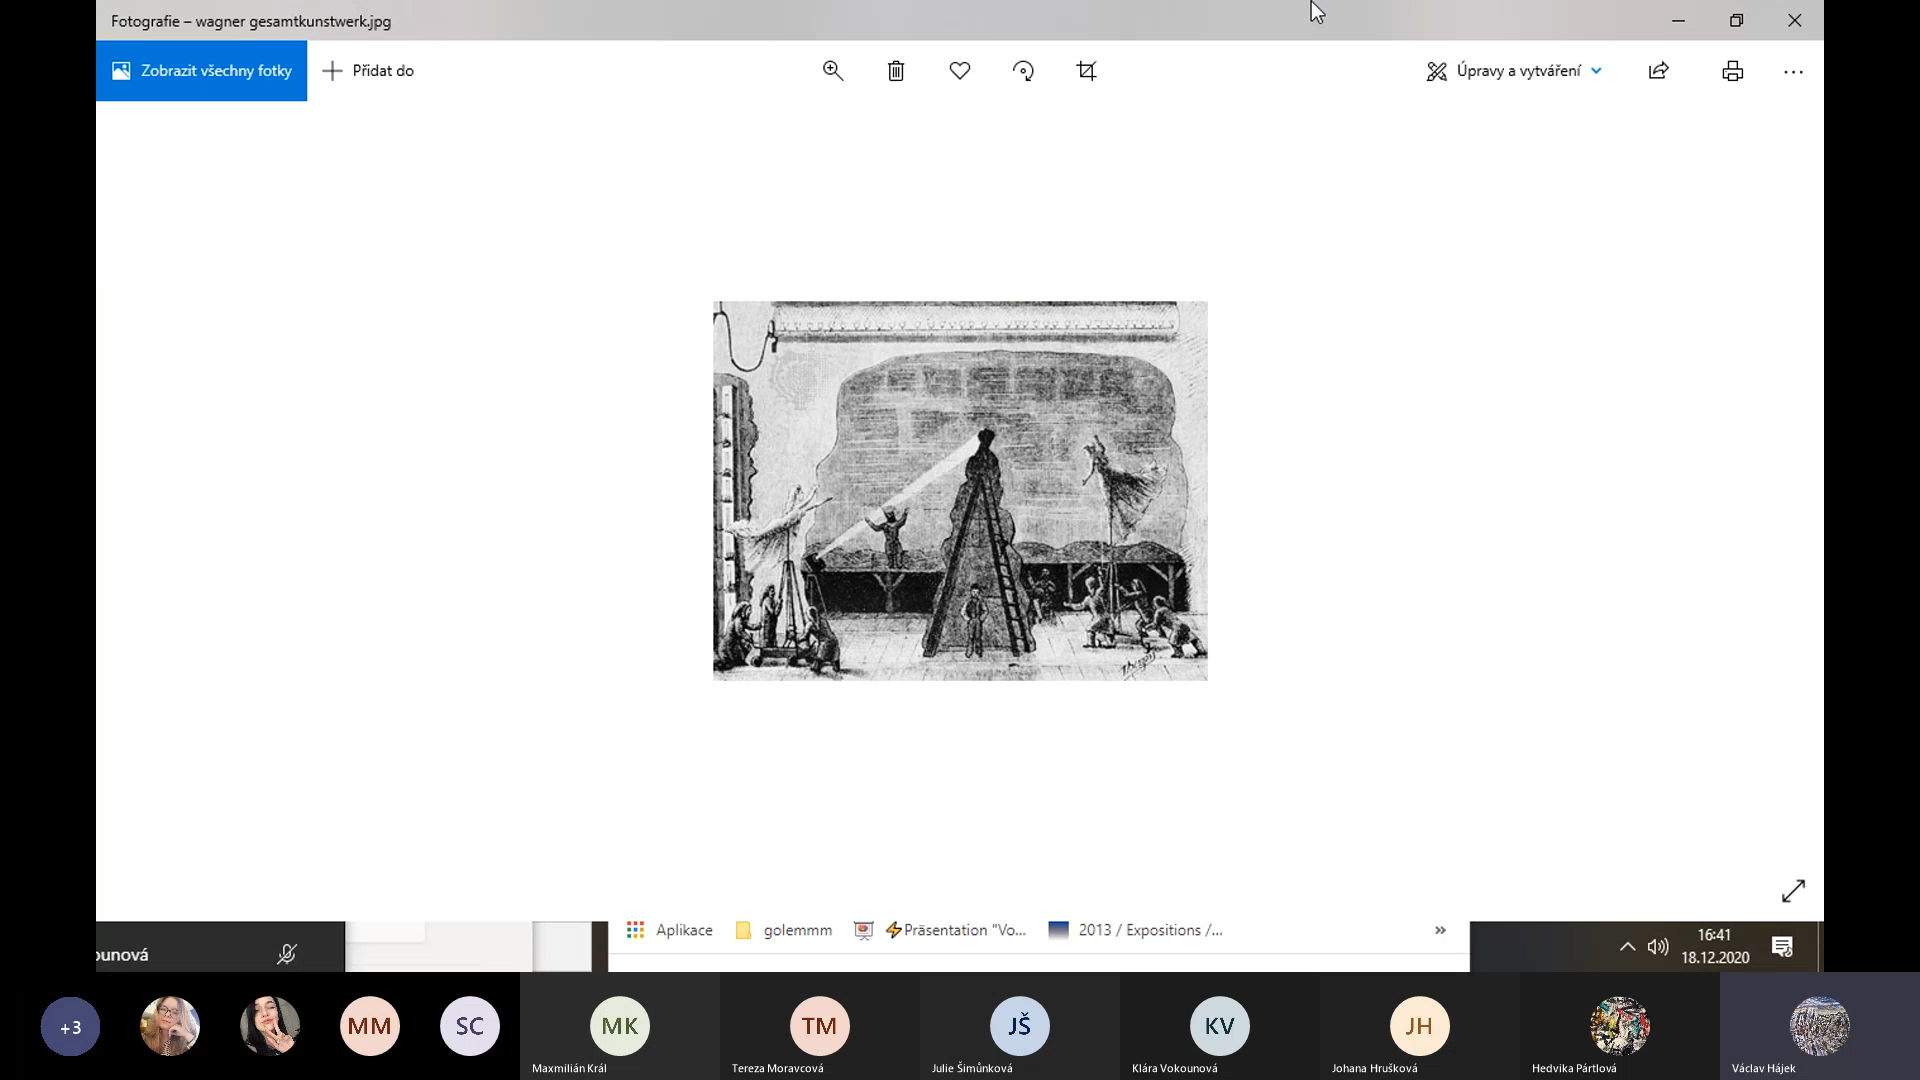 Fotografie – wagner gesamtkunstwerk.jpg
Zobrazit všechny fotky
Přidat do
Úpravy a vytváření
ounová
Aplikace
golemmm
Präsentation "Vo...
2013 / Expositions /...
»
16:41
18.12.2020
+3
MM
SC
MK
TM
JŠ
KV
JH
Maxmilián Král
Tereza Moravcová
Julie Šimůnková
Klára Vokounová
Johana Hrušková
Hedvika Pártlová
Václav Hájek